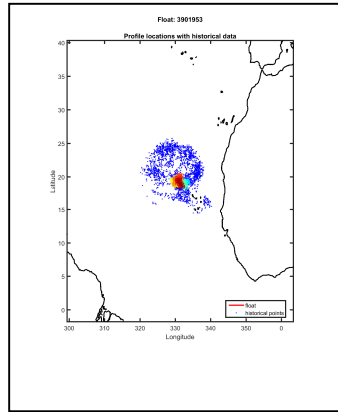 Float: 3901953
Profile locations with historical data
40
35
30
25
20
15
10
5
0
Latitude
300 310 320 330 340 350 0
Longitude
float
historical points